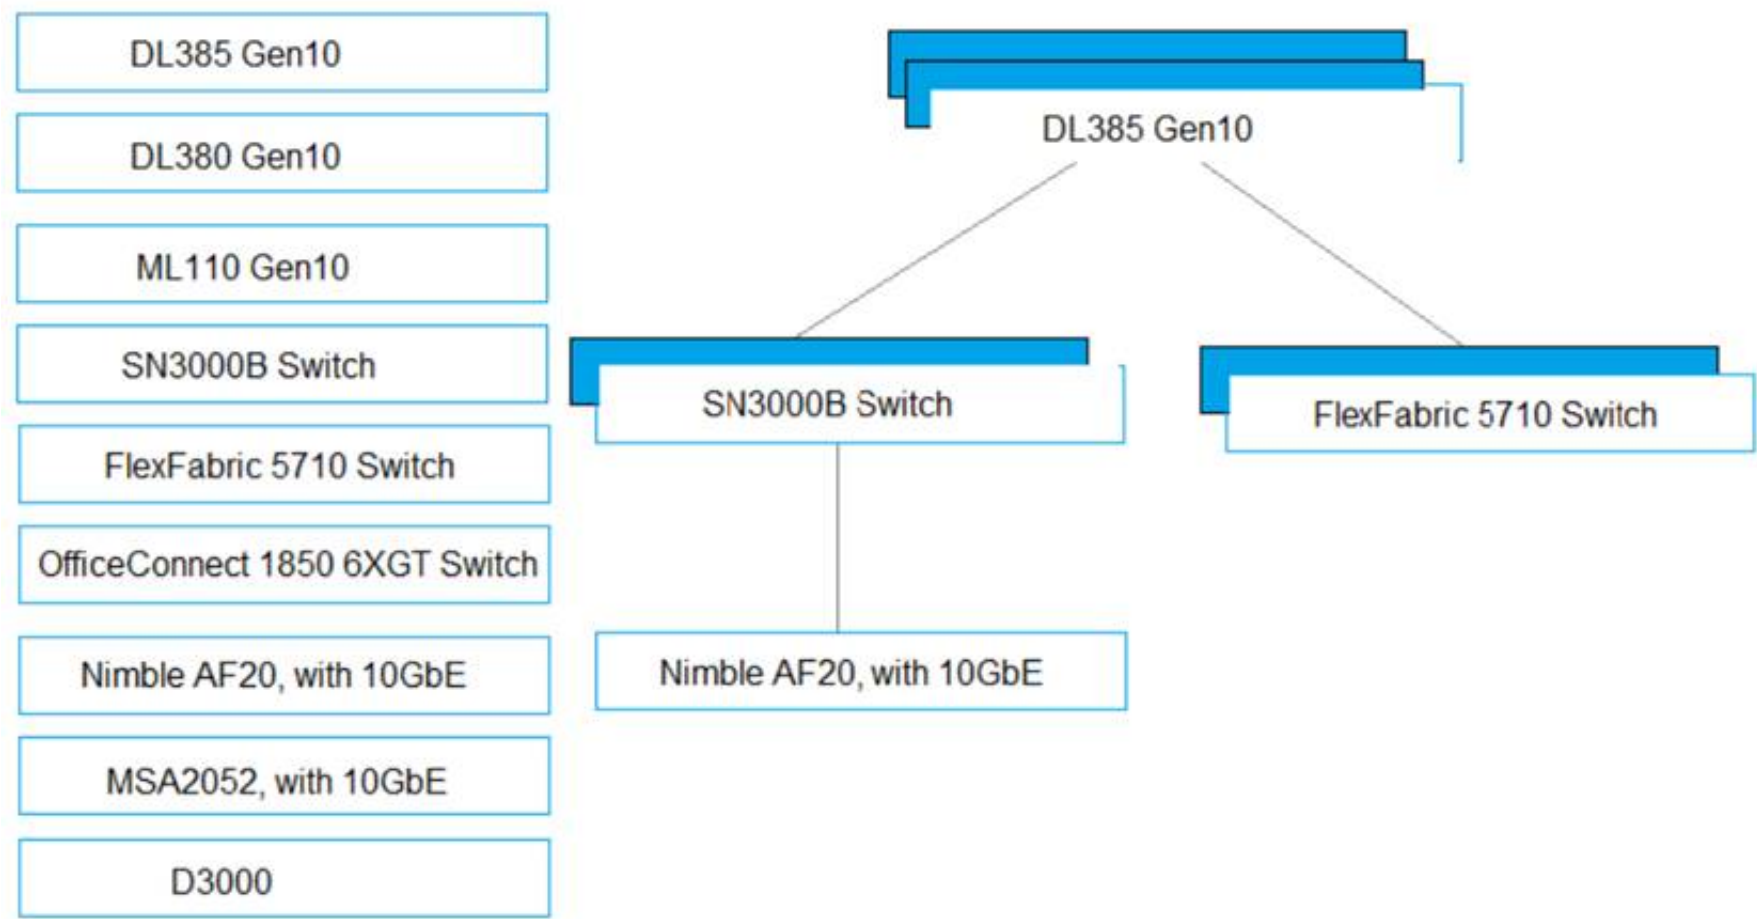 DL385 Gen10
DL380 Gen10
ML110 Gen10
SN3000B Switch
FlexFabric 5710 Switch
OfficeConnect 1850 6XGT Switch
Nimble AF20, with 10GbE
MSA2052, with 10GbE
D3000
DL385 Gen10
SN3000B Switch
FlexFabric 5710 Switch
Nimble AF20, with 10GbE